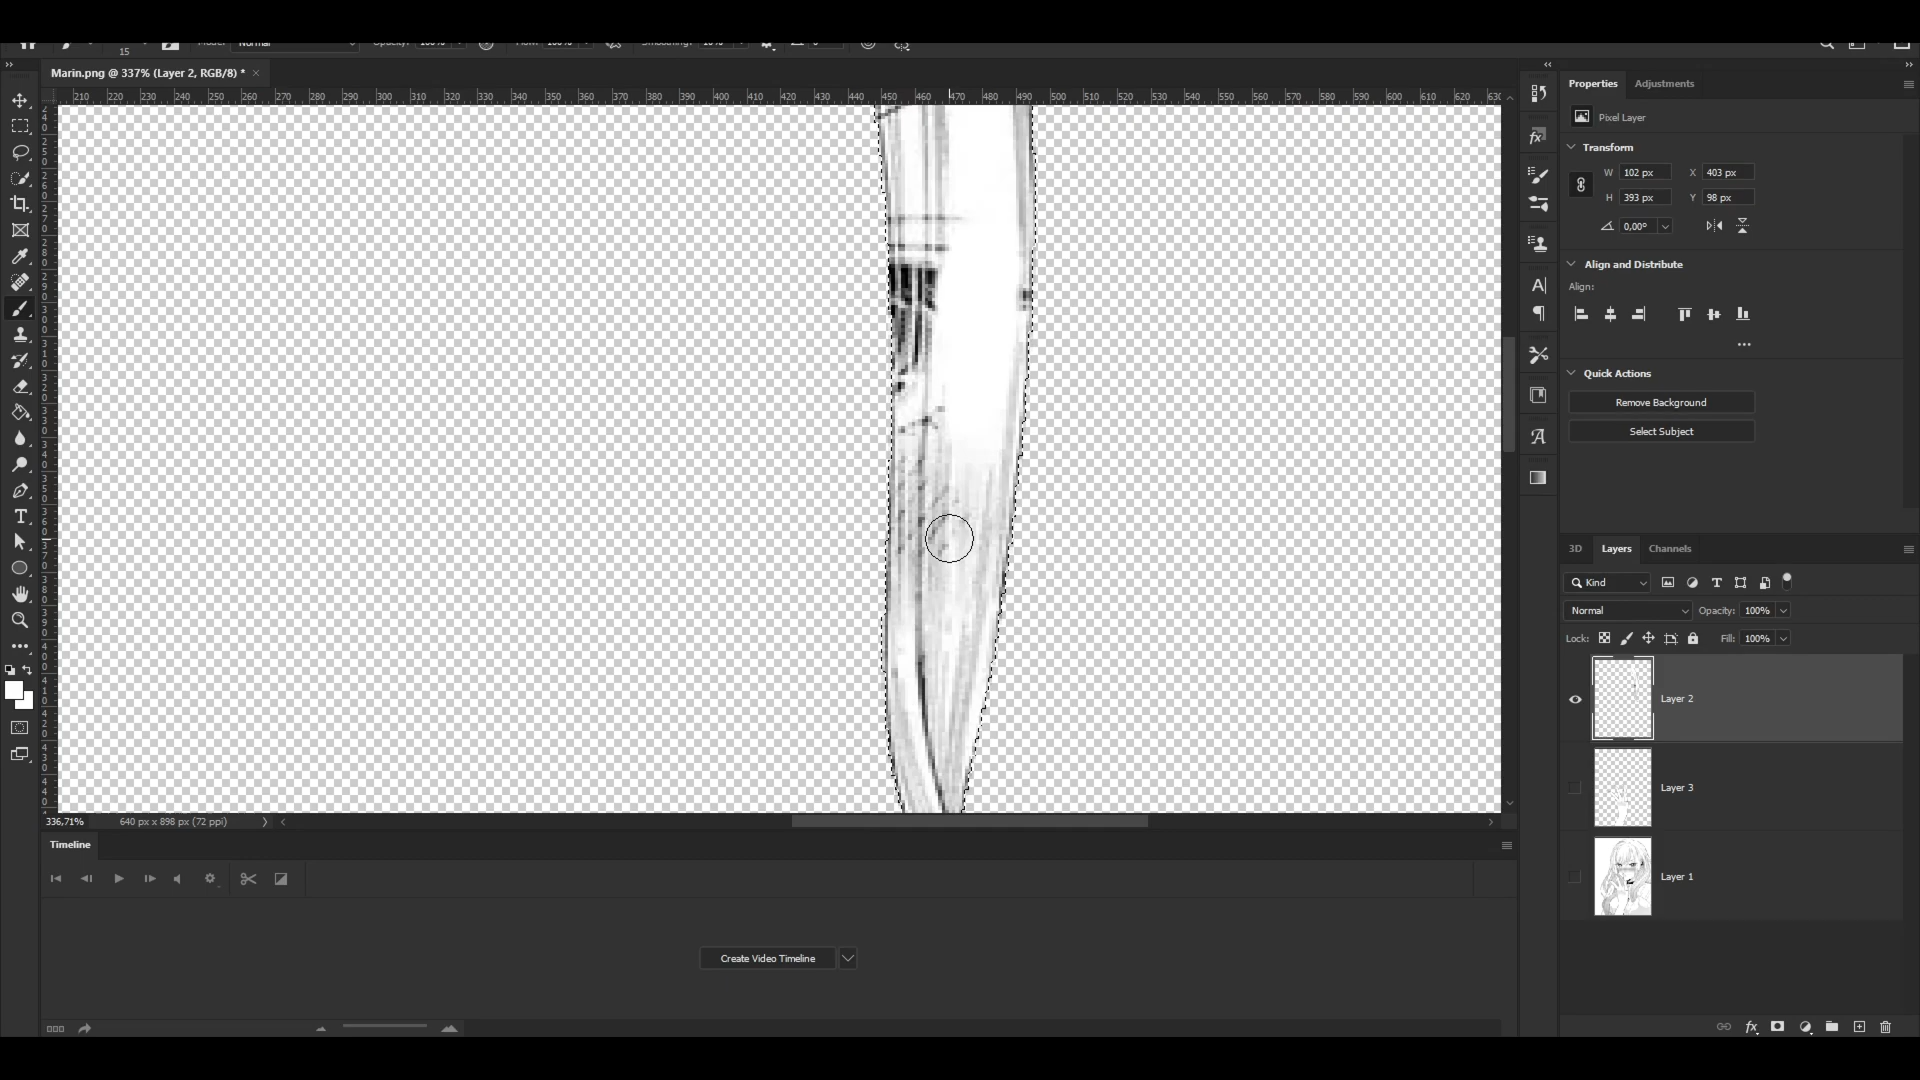 15 Normal 100% 100% 10% 0°
Marin.png @ 337% (Layer 2, RGB/8) *
210 220 230 240 250 260 270 280 290 300 310 320 330 340 350 360 370 380 390 400 410 420 430 440 450 460 470 480 490 500 510 520 530 540 550 560 570 580 590 600 610 620 630
Properties Adjustments
Pixel Layer
Transform
W 102 px X 403 px
H 393 px Y 98 px
0,00°
Align and Distribute
Align:
Quick Actions
Remove Background
Select Subject
3D Layers Channels
Kind
Normal Opacity: 100%
Lock: Fill: 100%
Layer 2
Layer 3
Layer 1
336,71% 640 px x 898 px (72 ppi)
Timeline
Create Video Timeline